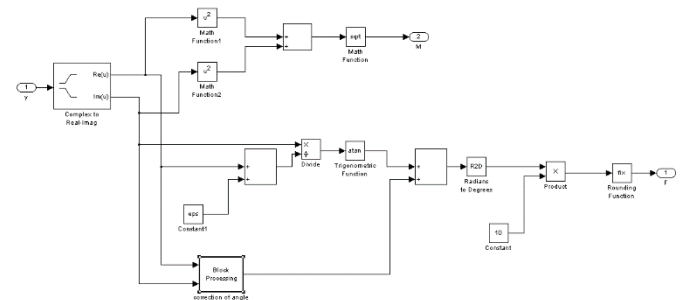 u²
Math
Function1
+
+
sqrt
Math
Function
2
M
u²
Math
Function2
1
y
Re(u)
Im(u)
Complex to
Real-Imag
×
÷
Divide
atan
Trigonometric
Function
+
+
eps
Constant1
+
+
R2D
Radians
to Degrees
×
Product
10
Constant
fix
Rounding
Function
1
F
Block
Processing
correction of angle